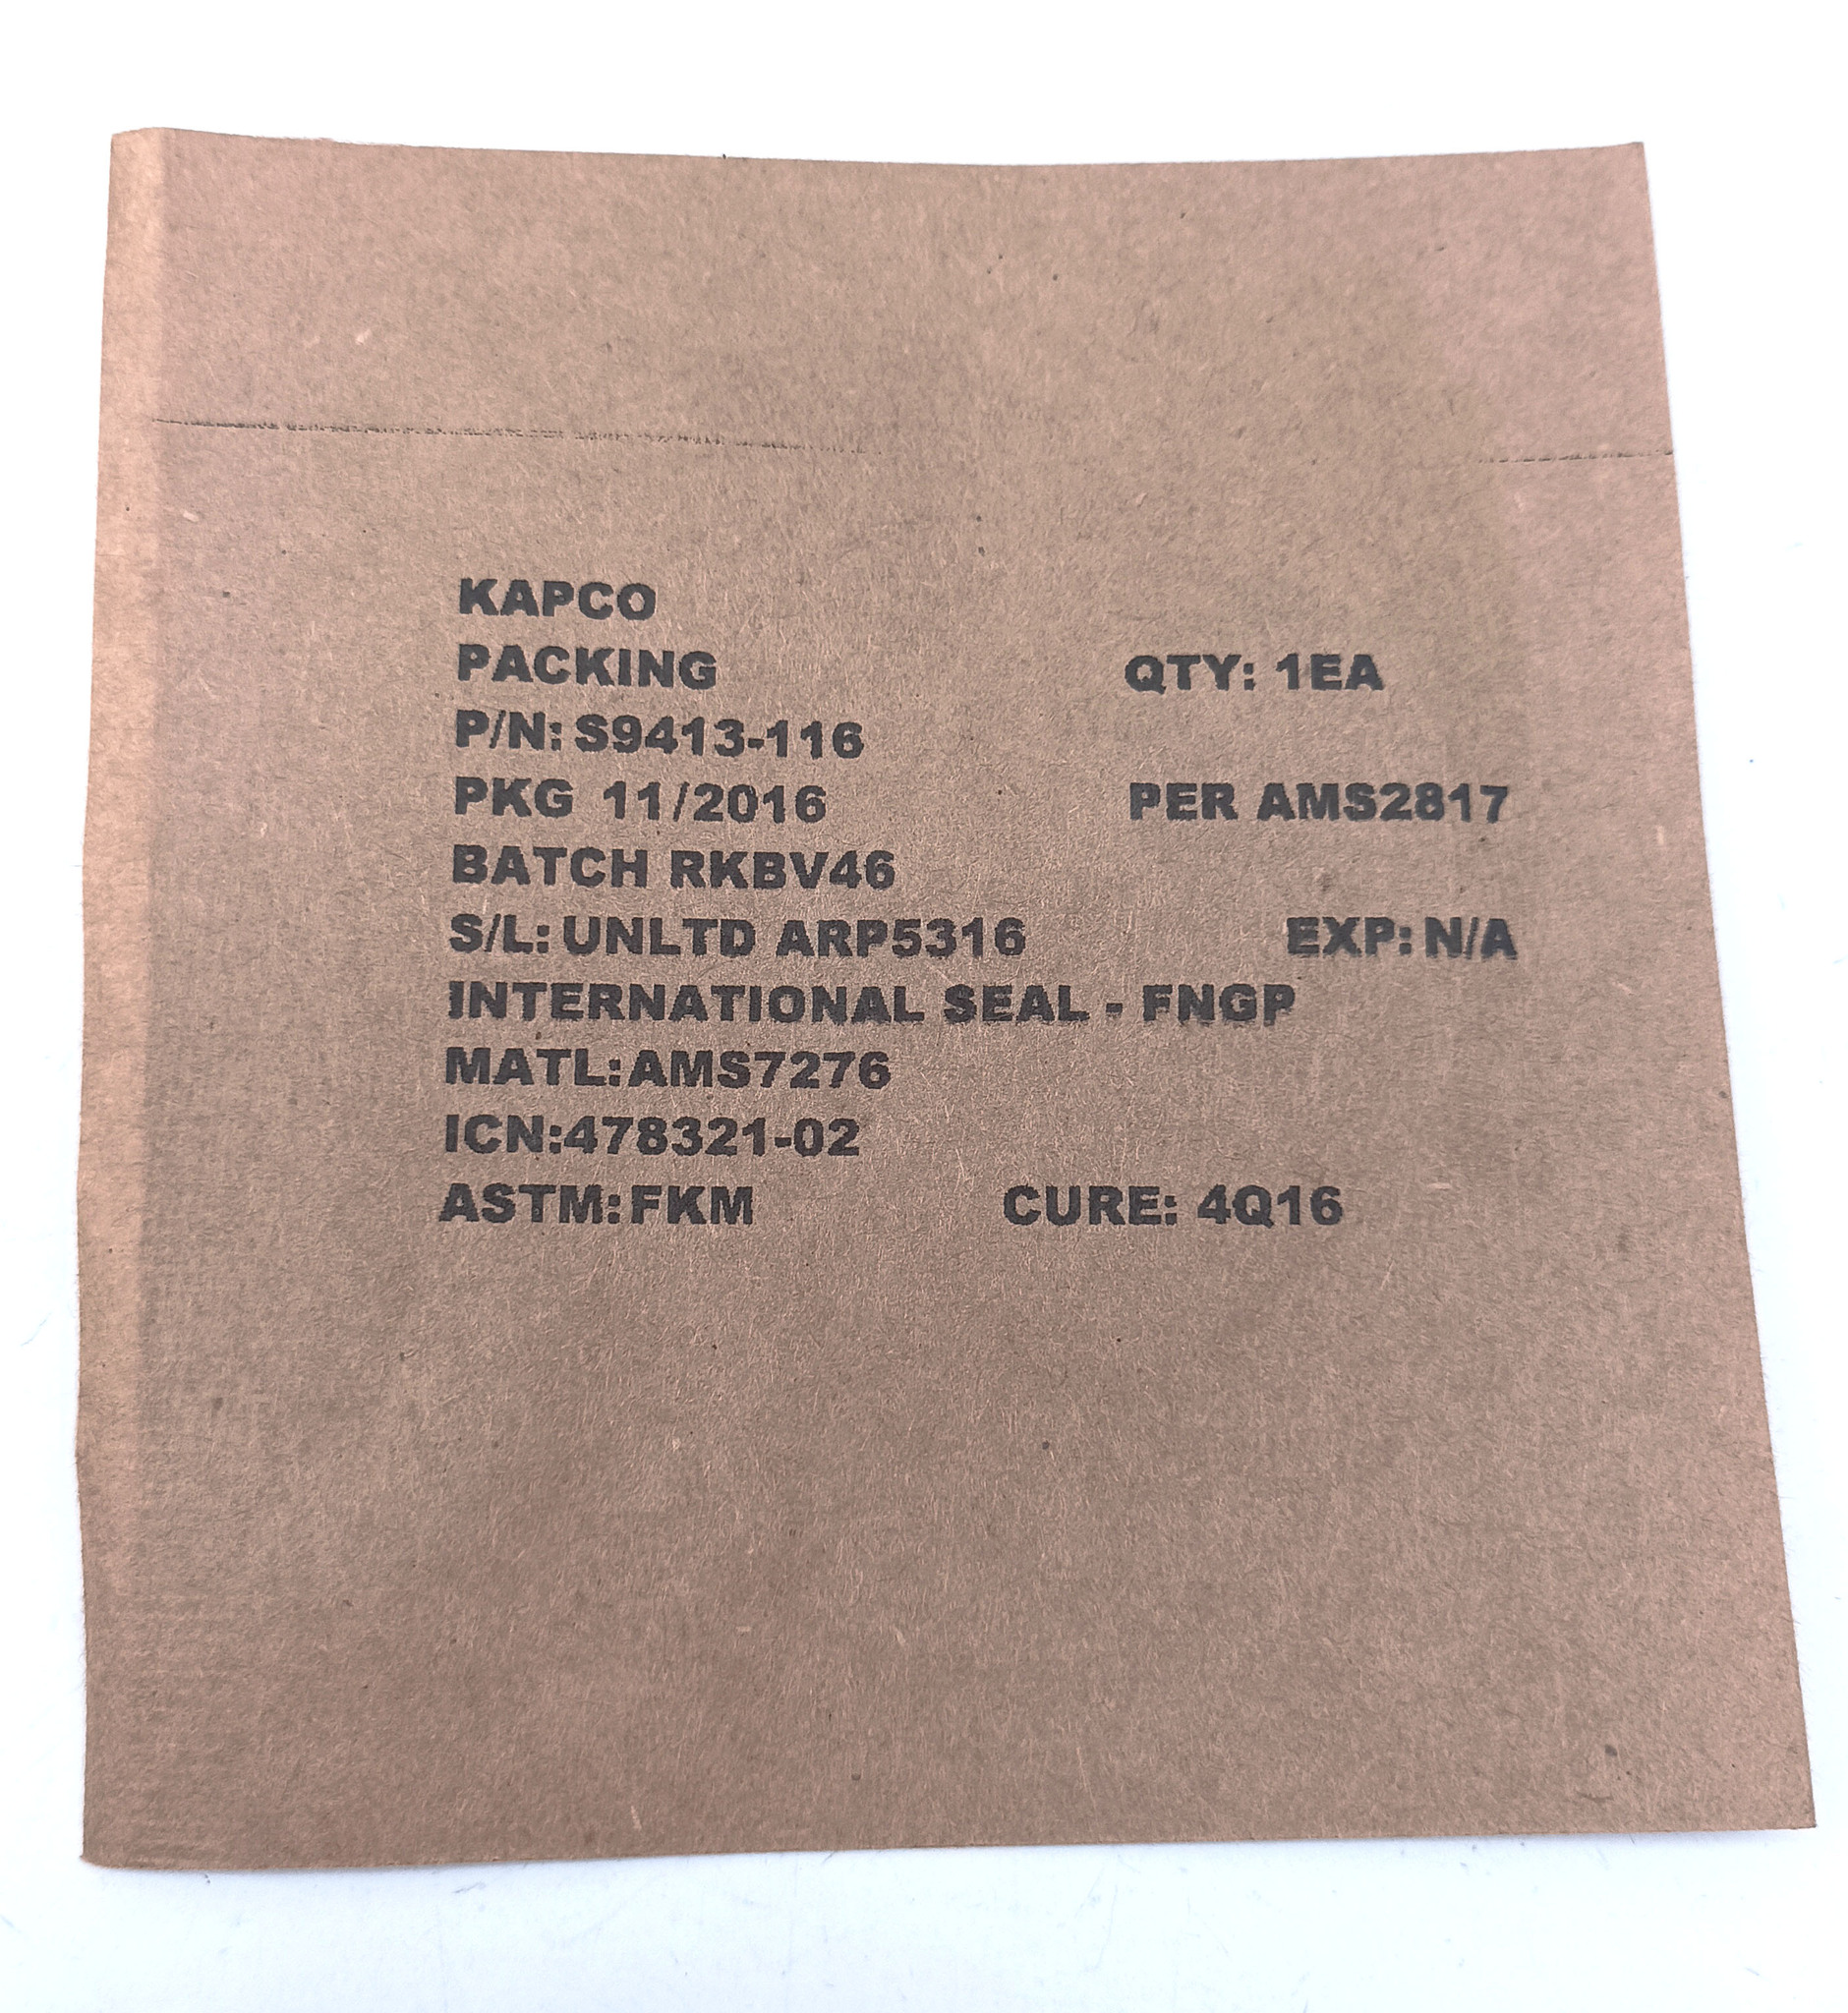 KAPCO
PACKING QTY: 1EA
P/N: S9413-116
PKG 11/2016 PER AMS2817
BATCH RKBV46
S/L: UNLTD ARP5316 EXP: N/A
INTERNATIONAL SEAL - FNGP
MATL: AMS7276
ICN:478321-02
ASTM: FKM CURE: 4Q16